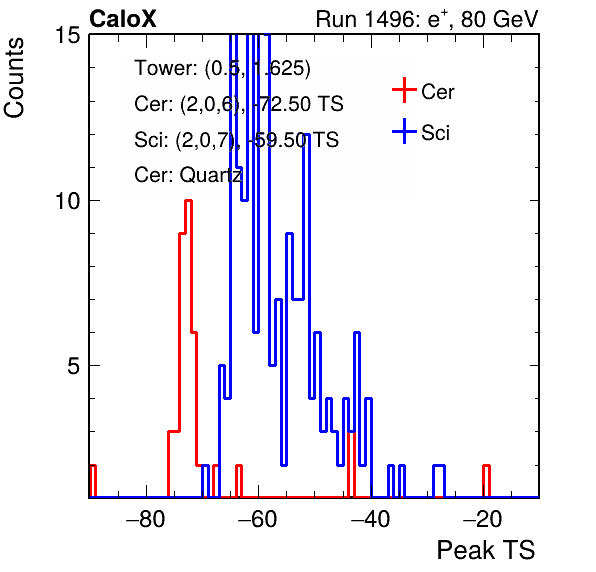 CaloX Run 1496: e⁺, 80 GeV
Counts
15
10
5
Tower: (0.5, 1.625)
Cer: (2,0,6), -72.50 TS
Sci: (2,0,7), -59.50 TS
Cer: Quartz
Cer
Sci
−80 −60 −40 −20
Peak TS